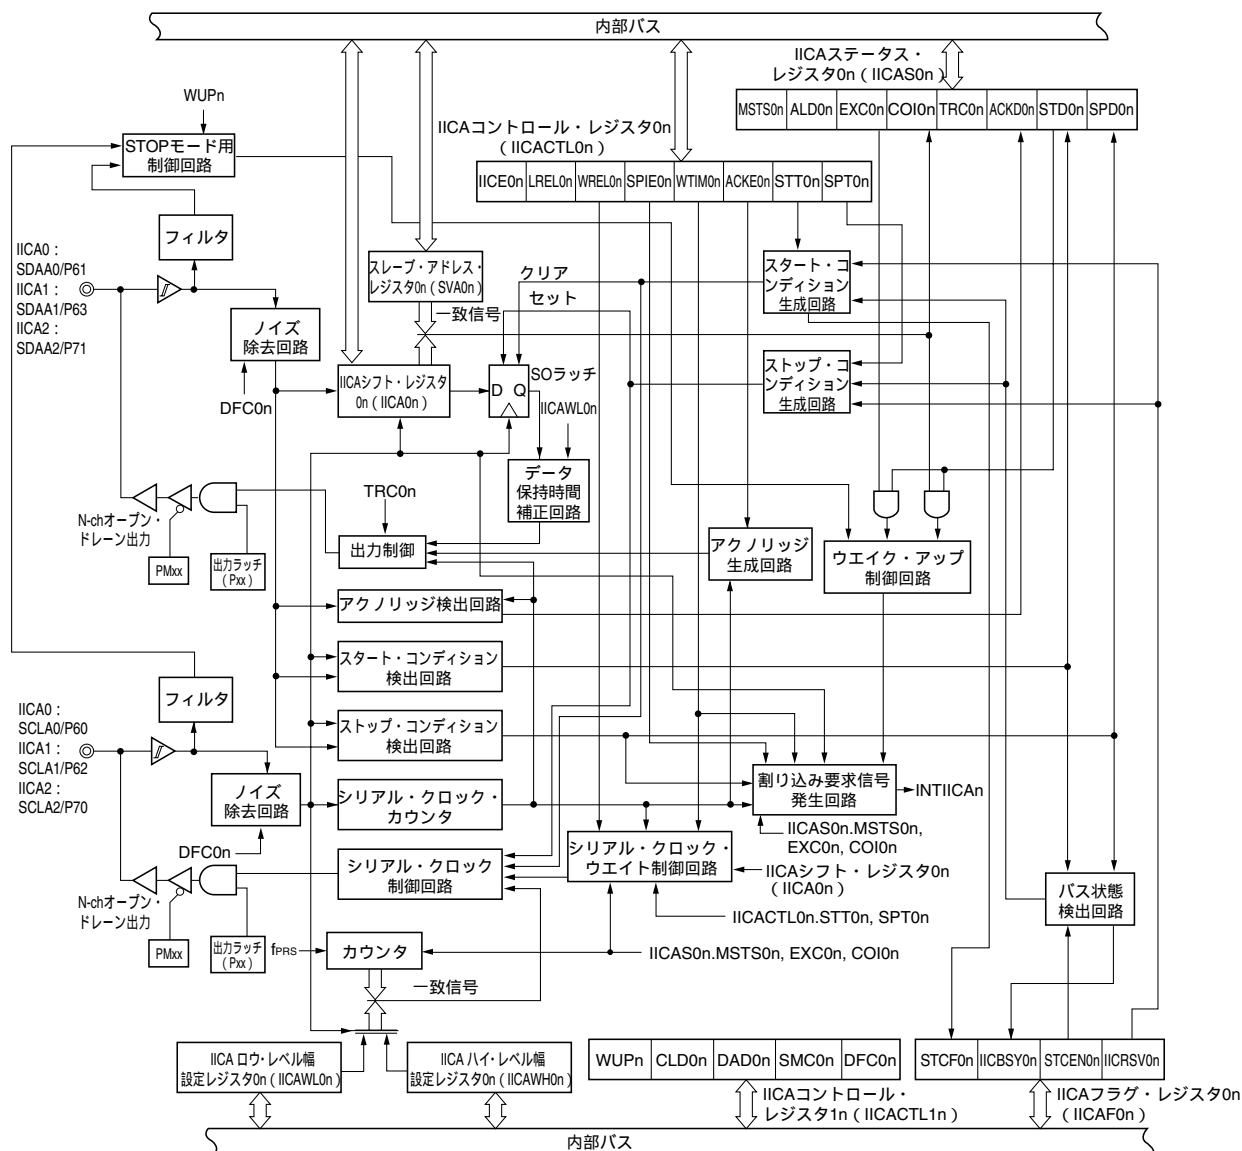 内部バス
IICAステータス・
レジスタ0n（IICAS0n）
MSTS0n ALD0n EXC0n COI0n TRC0n ACKD0n STD0n SPD0n
WUPn
STOPモード用
制御回路
IICAコントロール・レジスタ0n
（IICACTL0n）
IICE0n LREL0n WREL0n SPIE0n WTIM0n ACKE0n STT0n SPT0n
フィルタ
IICA0：
SDAA0/P61
IICA1：
SDAA1/P63
IICA2：
SDAA2/P71
スレーブ・アドレス・
レジスタ0n（SVA0n）
クリア
セット
スタート・コ
ンディション
生成回路
一致信号
ノイズ
除去回路
DFC0n
IICAシフト・レジスタ
0n（IICA0n）
D Q
SOラッチ
IICAWL0n
ストップ・コ
ンディション
生成回路
データ
保持時間
補正回路
TRC0n
N-chオープン・
ドレーン出力
PMxx
出力ラッチ
（Pxx）
出力制御
アクノリッジ
生成回路
ウエイク・アップ
制御回路
アクノリッジ検出回路
スタート・コンディション
検出回路
フィルタ
IICA0：
SCLA0/P60
IICA1：
SCLA1/P62
IICA2：
SCLA2/P70
ストップ・コンディション
検出回路
ノイズ
除去回路
DFC0n
シリアル・クロック・
カウンタ
割り込み要求信号
発生回路
INTIICAn
IICAS0n.MSTS0n,
EXC0n, COI0n
シリアル・クロック
制御回路
シリアル・クロック・
ウエイト制御回路
IICAシフト・レジスタ0n
（IICA0n）
IICACTL0n.STT0n, SPT0n
バス状態
検出回路
N-chオープン・
ドレーン出力
PMxx
出力ラッチ
（Pxx）
fPRS
カウンタ
IICAS0n.MSTS0n, EXC0n, COI0n
一致信号
IICA ロウ・レベル幅
設定レジスタ0n（IICAWL0n）
IICA ハイ・レベル幅
設定レジスタ0n（IICAWH0n）
WUPn CLD0n DAD0n SMC0n DFC0n
STCF0n IICBSY0n STCEN0n IICRSV0n
IICAコントロール・
レジスタ1n（IICACTL1n）
IICAフラグ・レジスタ0n
（IICAF0n）
内部バス